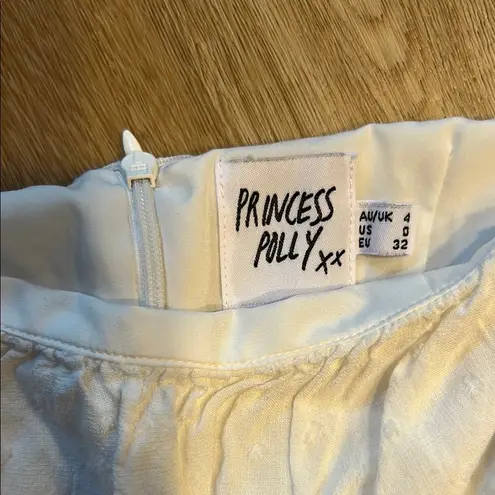 PRINCESS
POLLY xx
AU/UK 4
US 0
EU 32